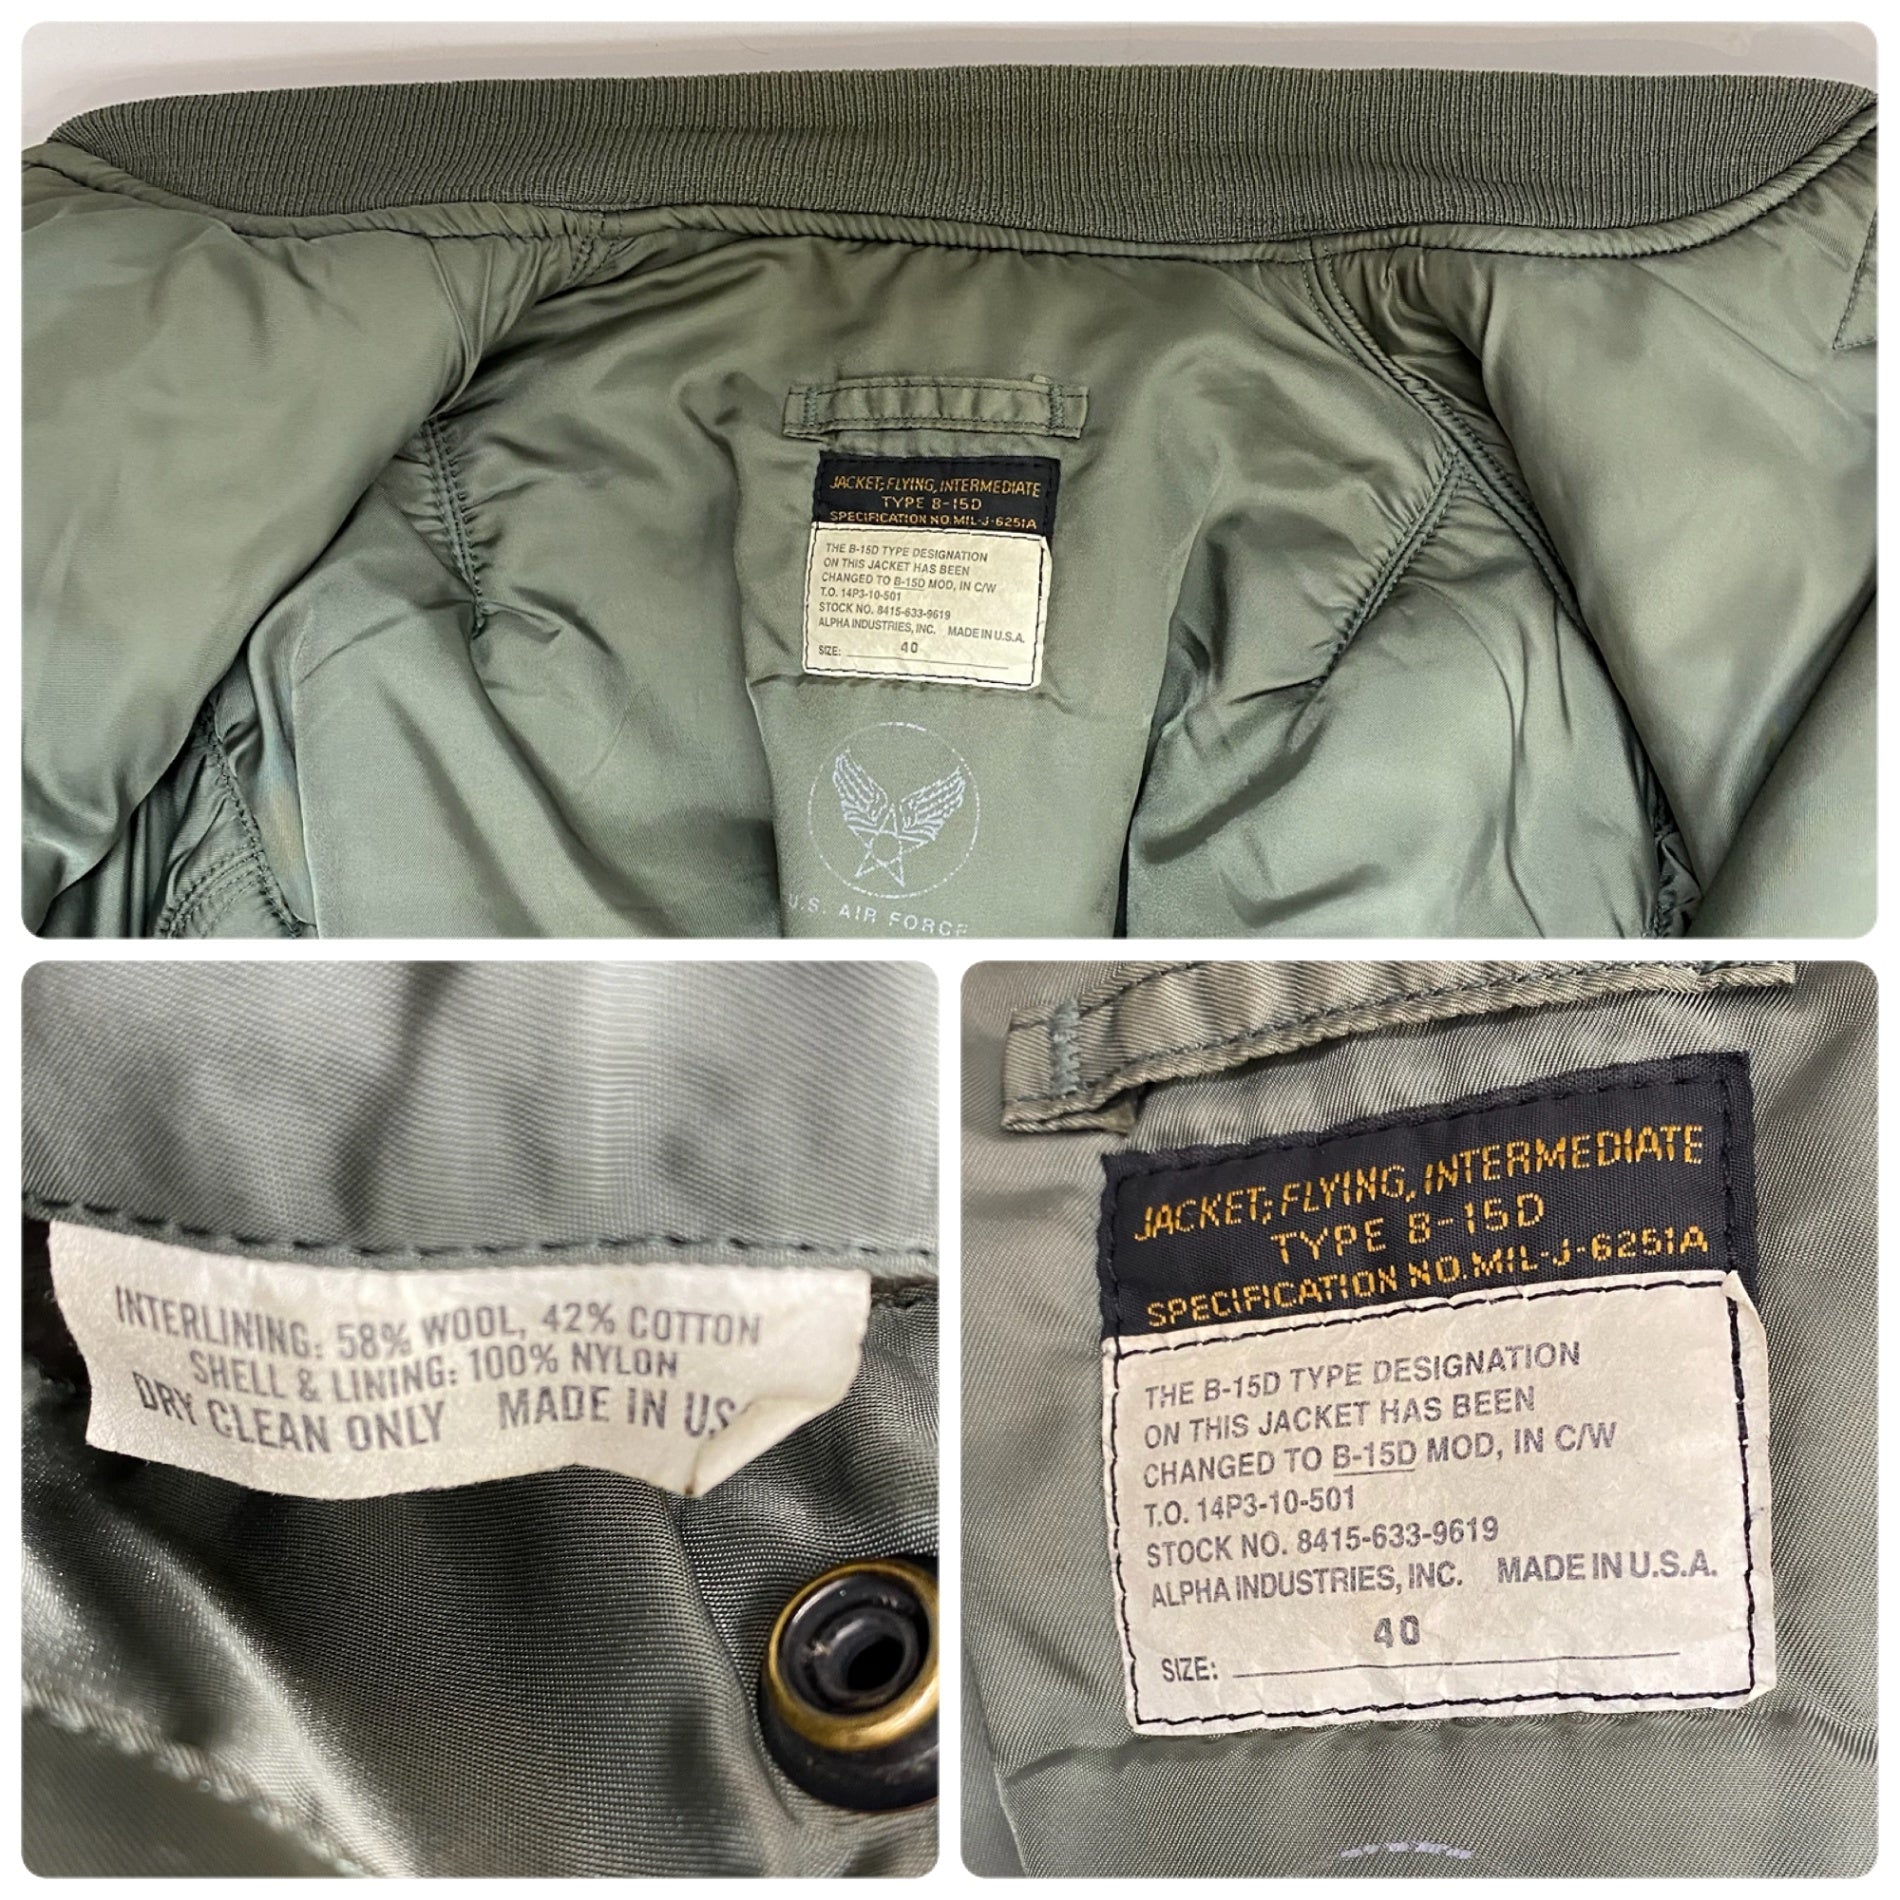 JACKET; FLYING, INTERMEDIATE
TYPE B-15D
SPECIFICATION NO. MIL-J-6251A
THE B-15D TYPE DESIGNATION
ON THIS JACKET HAS BEEN
CHANGED TO B-15D MOD, IN C/W
T.O. 14P3-10-501
STOCK NO. 8415-633-9619
ALPHA INDUSTRIES, INC. MADE IN U.S.A.
SIZE: 40
U.S. AIR FORCE
INTERLINING: 58% WOOL, 42% COTTON
SHELL & LINING: 100% NYLON
DRY CLEAN ONLY MADE IN US
JACKET; FLYING, INTERMEDIATE
TYPE B-15D
SPECIFICATION NO. MIL-J-6251A
THE B-15D TYPE DESIGNATION
ON THIS JACKET HAS BEEN
CHANGED TO B-15D MOD, IN C/W
T.O. 14P3-10-501
STOCK NO. 8415-633-9619
ALPHA INDUSTRIES, INC. MADE IN U.S.A.
40
SIZE: